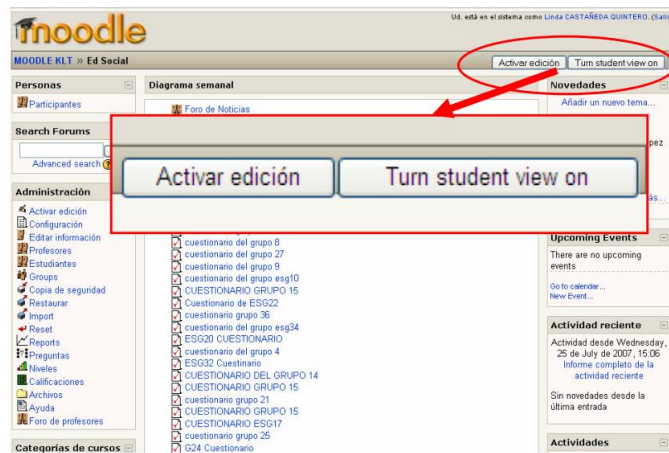 moodle
Ud. está en el sistema como Linda CASTAÑEDA QUINTERO. (Salir
MOODLE KLT » Ed Social
Activar edición
Turn student view on
Personas
Participantes
Search Forums
Advanced search
Administración
Activar edición
Configuración
Editar información
Profesores
Estudiantes
Groups
Copia de seguridad
Restaurar
Import
Reset
Reports
Preguntas
Niveles
Calificaciones
Archivos
Ayuda
Foro de profesores
Categorías de cursos
Diagrama semanal
Foro de Noticias
Activar edición
Turn student view on
cuestionario del grupo 8
cuestionario del grupo 27
cuestionario del grupo 9
cuestionario del grupo esg10
CUESTIONARIO GRUPO 15
Cuestionario de ESG22
cuestionario grupo 36
cuestionario del grupo esg34
ESG20 CUESTIONARIO
cuestionario del grupo 4
ESG32 Cuestinario
CUESTIONARIO DEL GRUPO 14
CUESTIONARIO GRUPO 15
cuestionario grupo 21
CUESTIONARIO GRUPO 15
CUESTIONARIO ESG17
cuestionario grupo 25
G24 Cuestionario
Novedades
Añadir un nuevo tema...
pez
ás...
Upcoming Events
There are no upcoming
events
Go to calendar...
New Event...
Actividad reciente
Actividad desde Wednesday,
25 de July de 2007, 15:06
Informe completo de la
actividad reciente
Sin novedades desde la
última entrada
Actividades